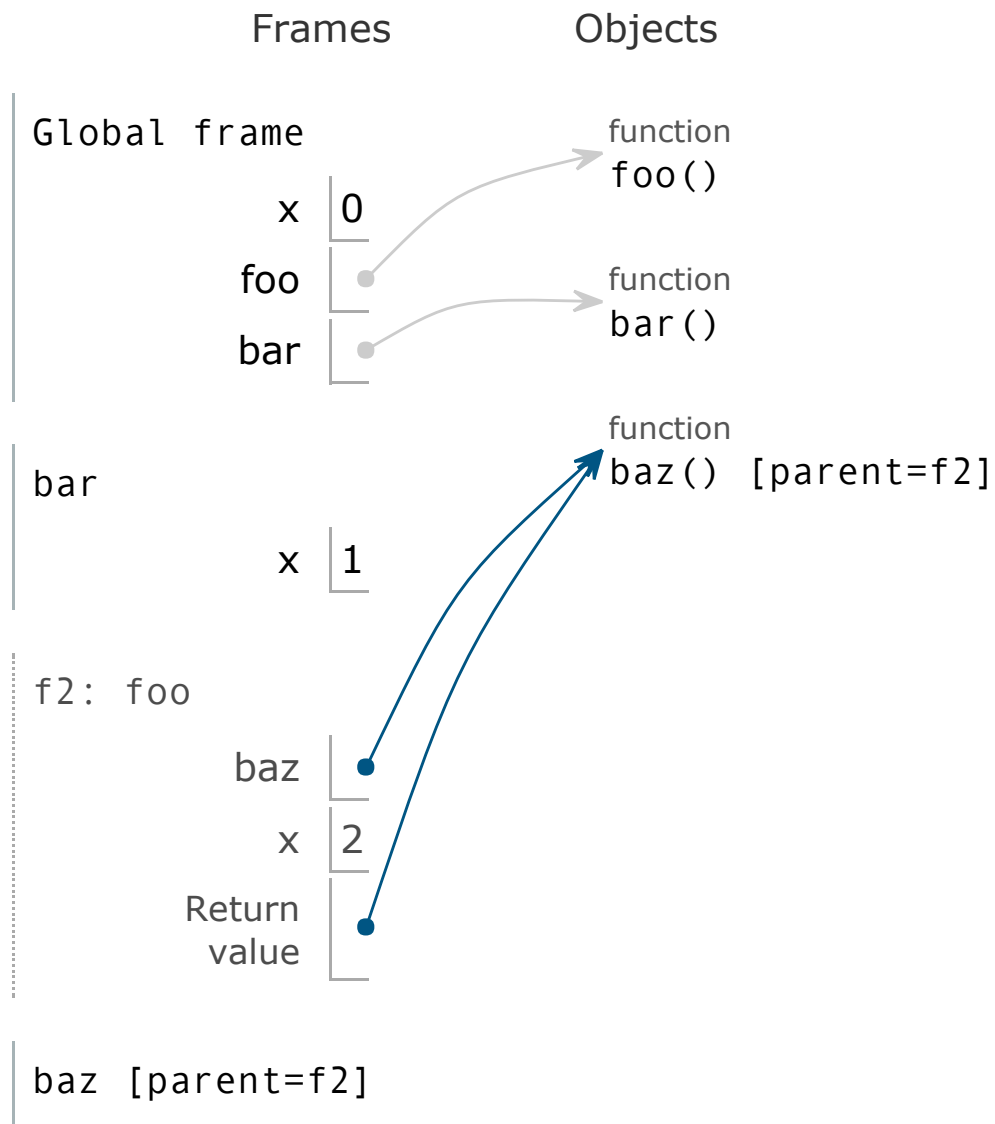 Frames Objects
Global frame
function
foo()
x 0
foo
function
bar()
bar
function
baz() [parent=f2]
bar
x 1
f2: foo
baz
x 2
Return
value
baz [parent=f2]